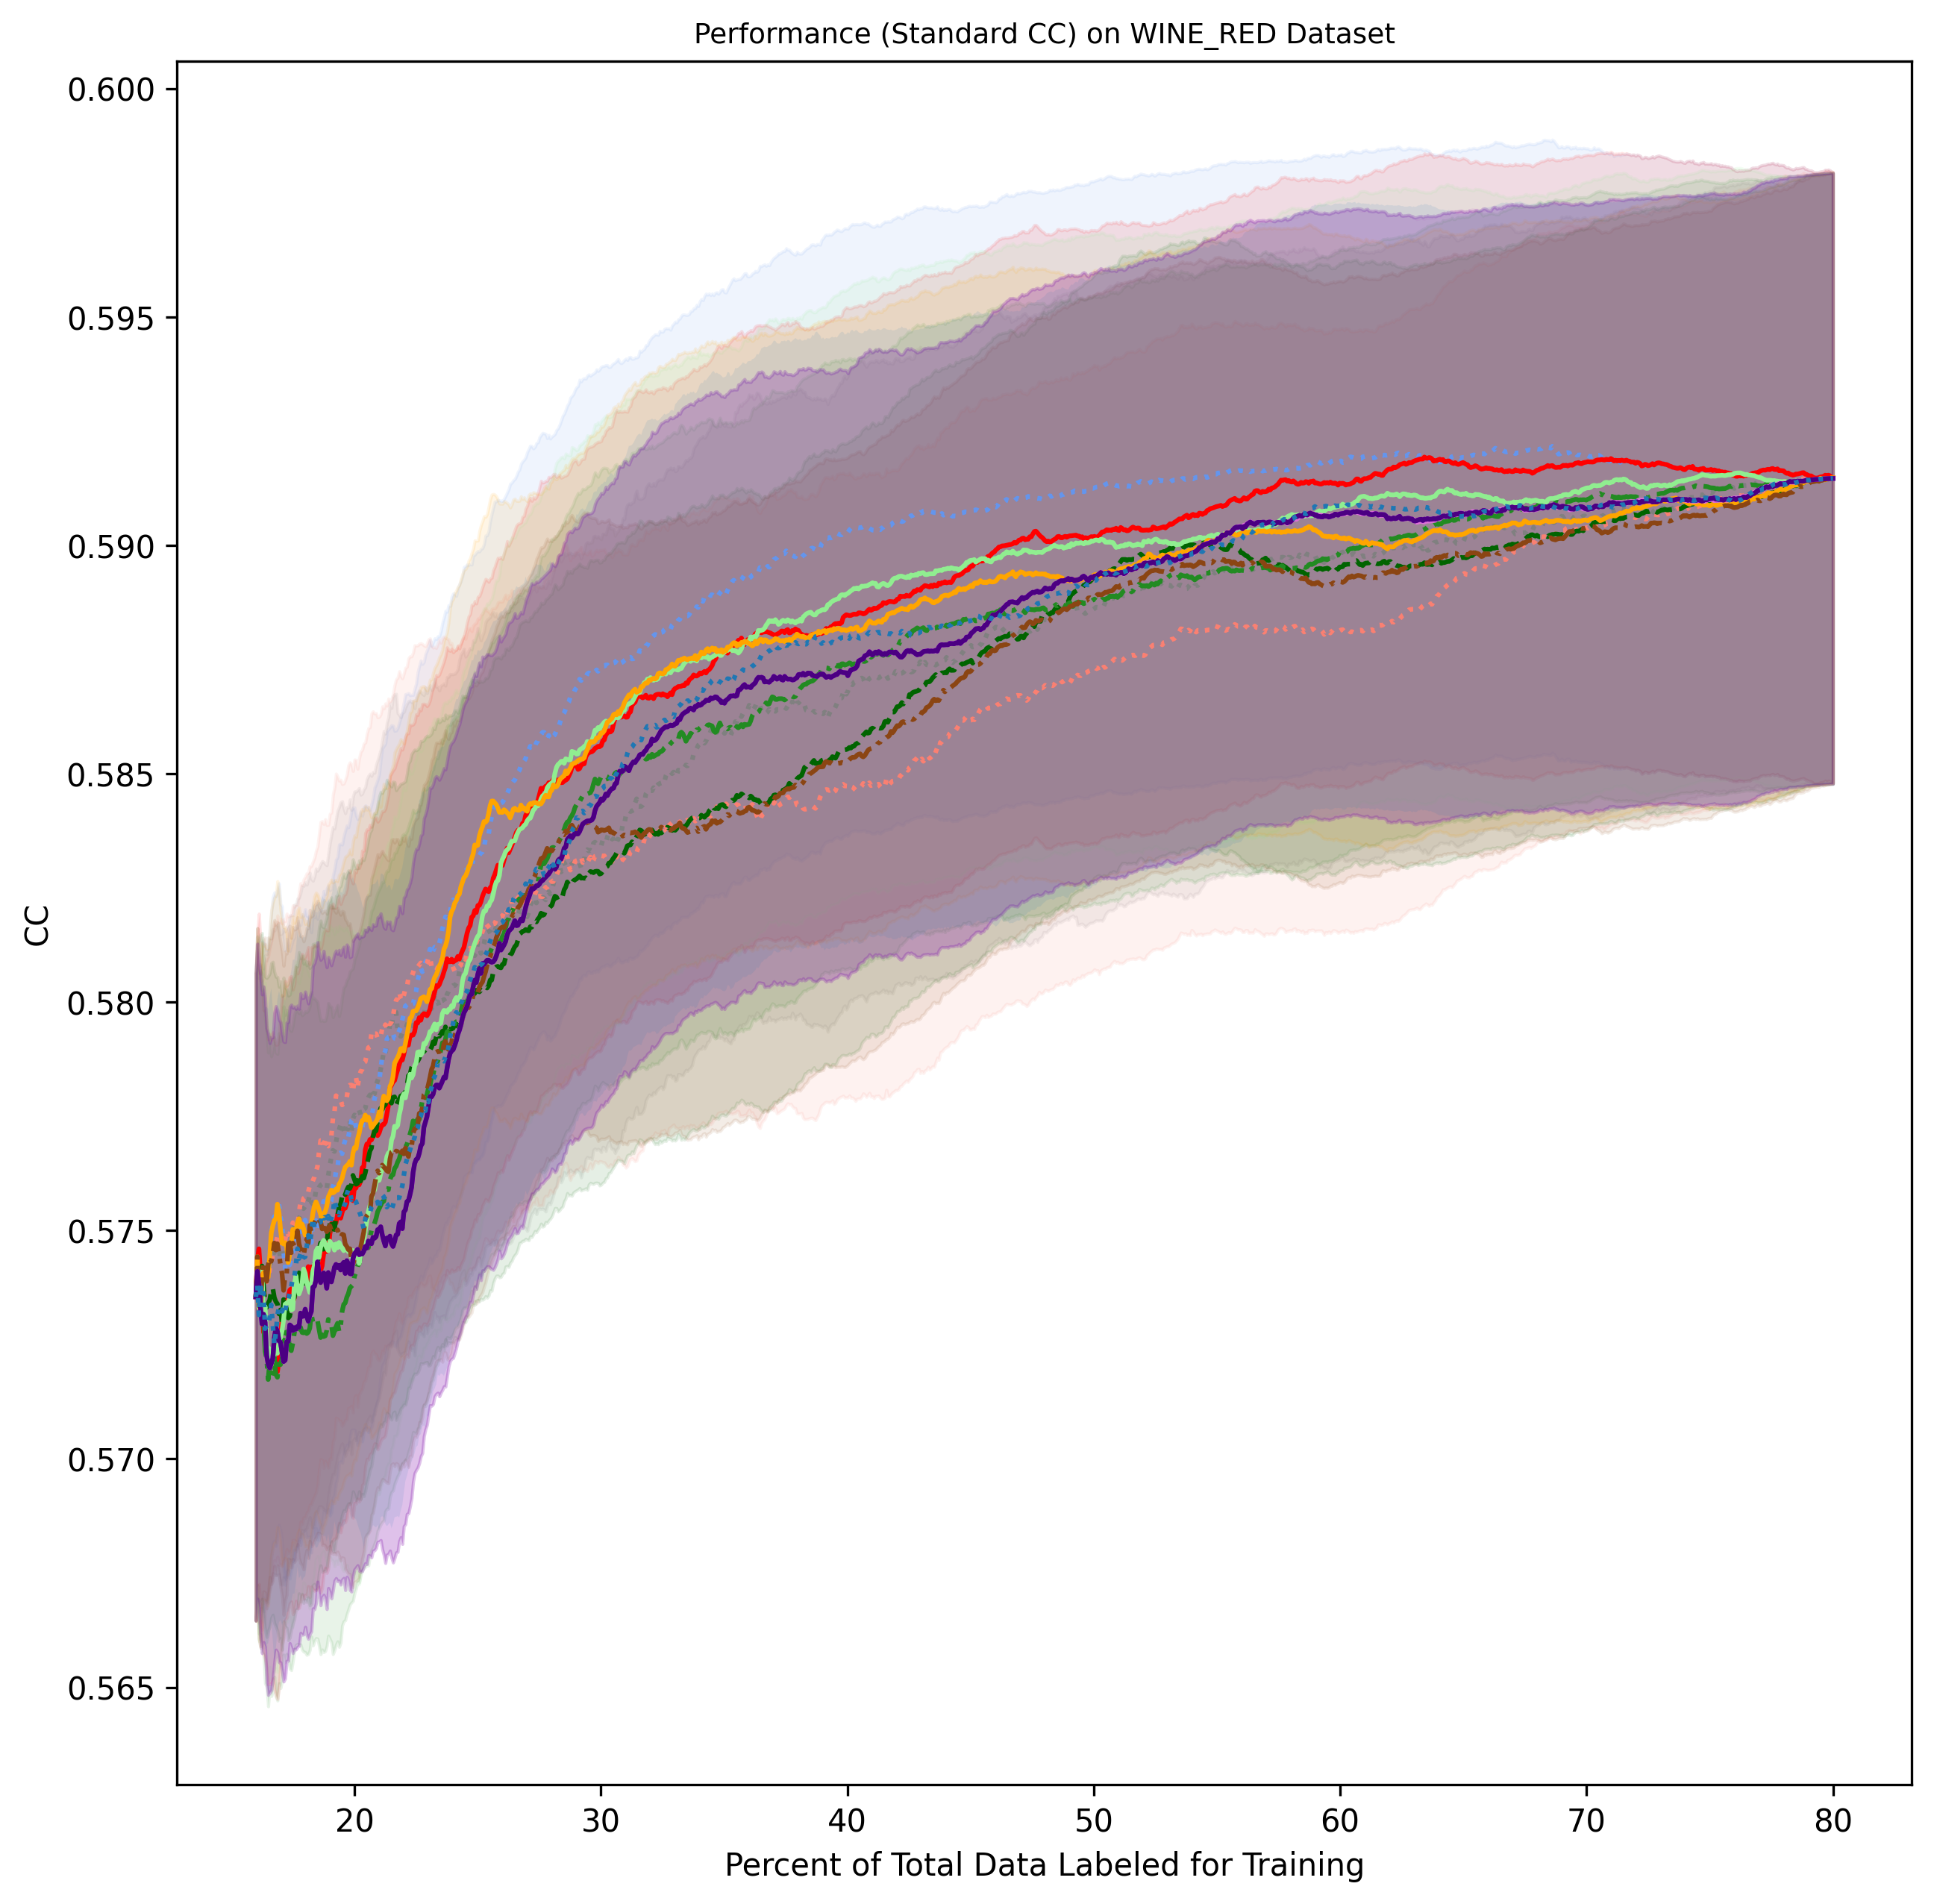 Performance (Standard CC) on WINE_RED Dataset
0.600
0.595
0.590
0.585
0.580
0.575
0.570
0.565
CC
20 30 40 50 60 70 80
Percent of Total Data Labeled for Training